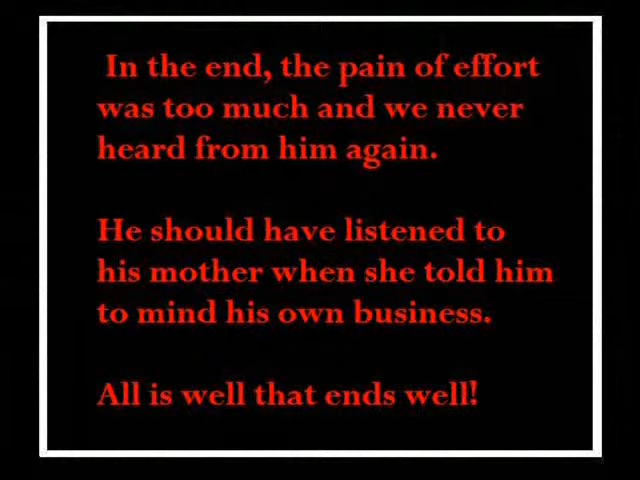 In the end, the pain of effort
was too much and we never
heard from him again.
He should have listened to
his mother when she told him
to mind his own business.
All is well that ends well!